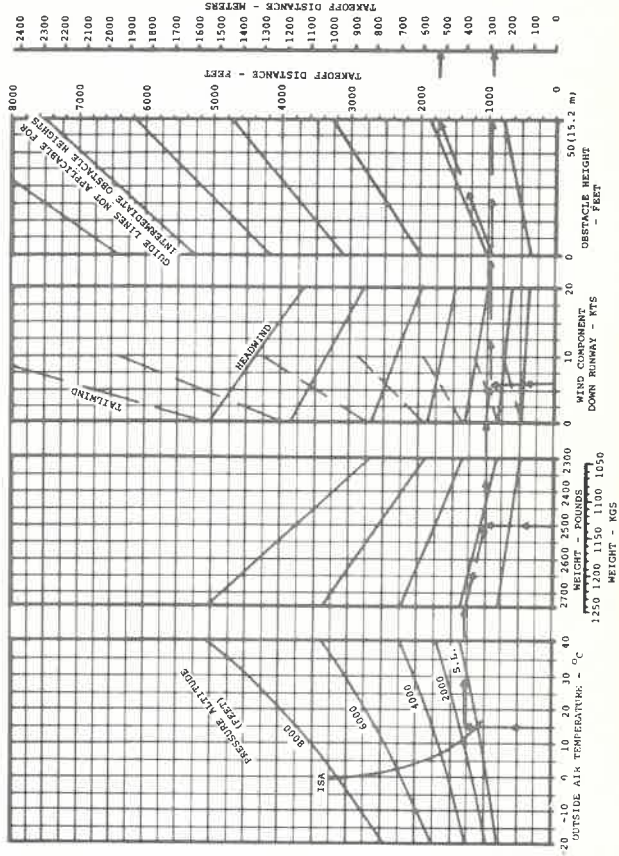 TAKEOFF DISTANCE - METERS
2400
2200
2100
2000
1900
1800
1700
1600
1500
1400
1300
1200
1100
1000
900
800
700
600
500
400
300
200
100
0
TAKEOFF DISTANCE - FEET
8000
7000
6000
5000
4000
3000
2000
1000
0
GUIDE LINES NOT APPLICABLE FOR
INTERMEDIATE OBSTACLE HEIGHTS
50(15.2 m)
0
OBSTACLE HEIGHT
- FEET
TAILWIND
HEADWIND
20
10
0
WIND COMPONENT
DOWN RUNWAY - KTS
2700 2600 2500 2400 2300
WEIGHT - POUNDS
1250 1200 1150 1100 1050
WEIGHT - KGS
PRESSURE ALTITUDE
(FEET)
8000
6000
4000
2000
S.L.
ISA
-20 -10 0 10 20 30 40
OUTSIDE AIR TEMPERATURE - °C